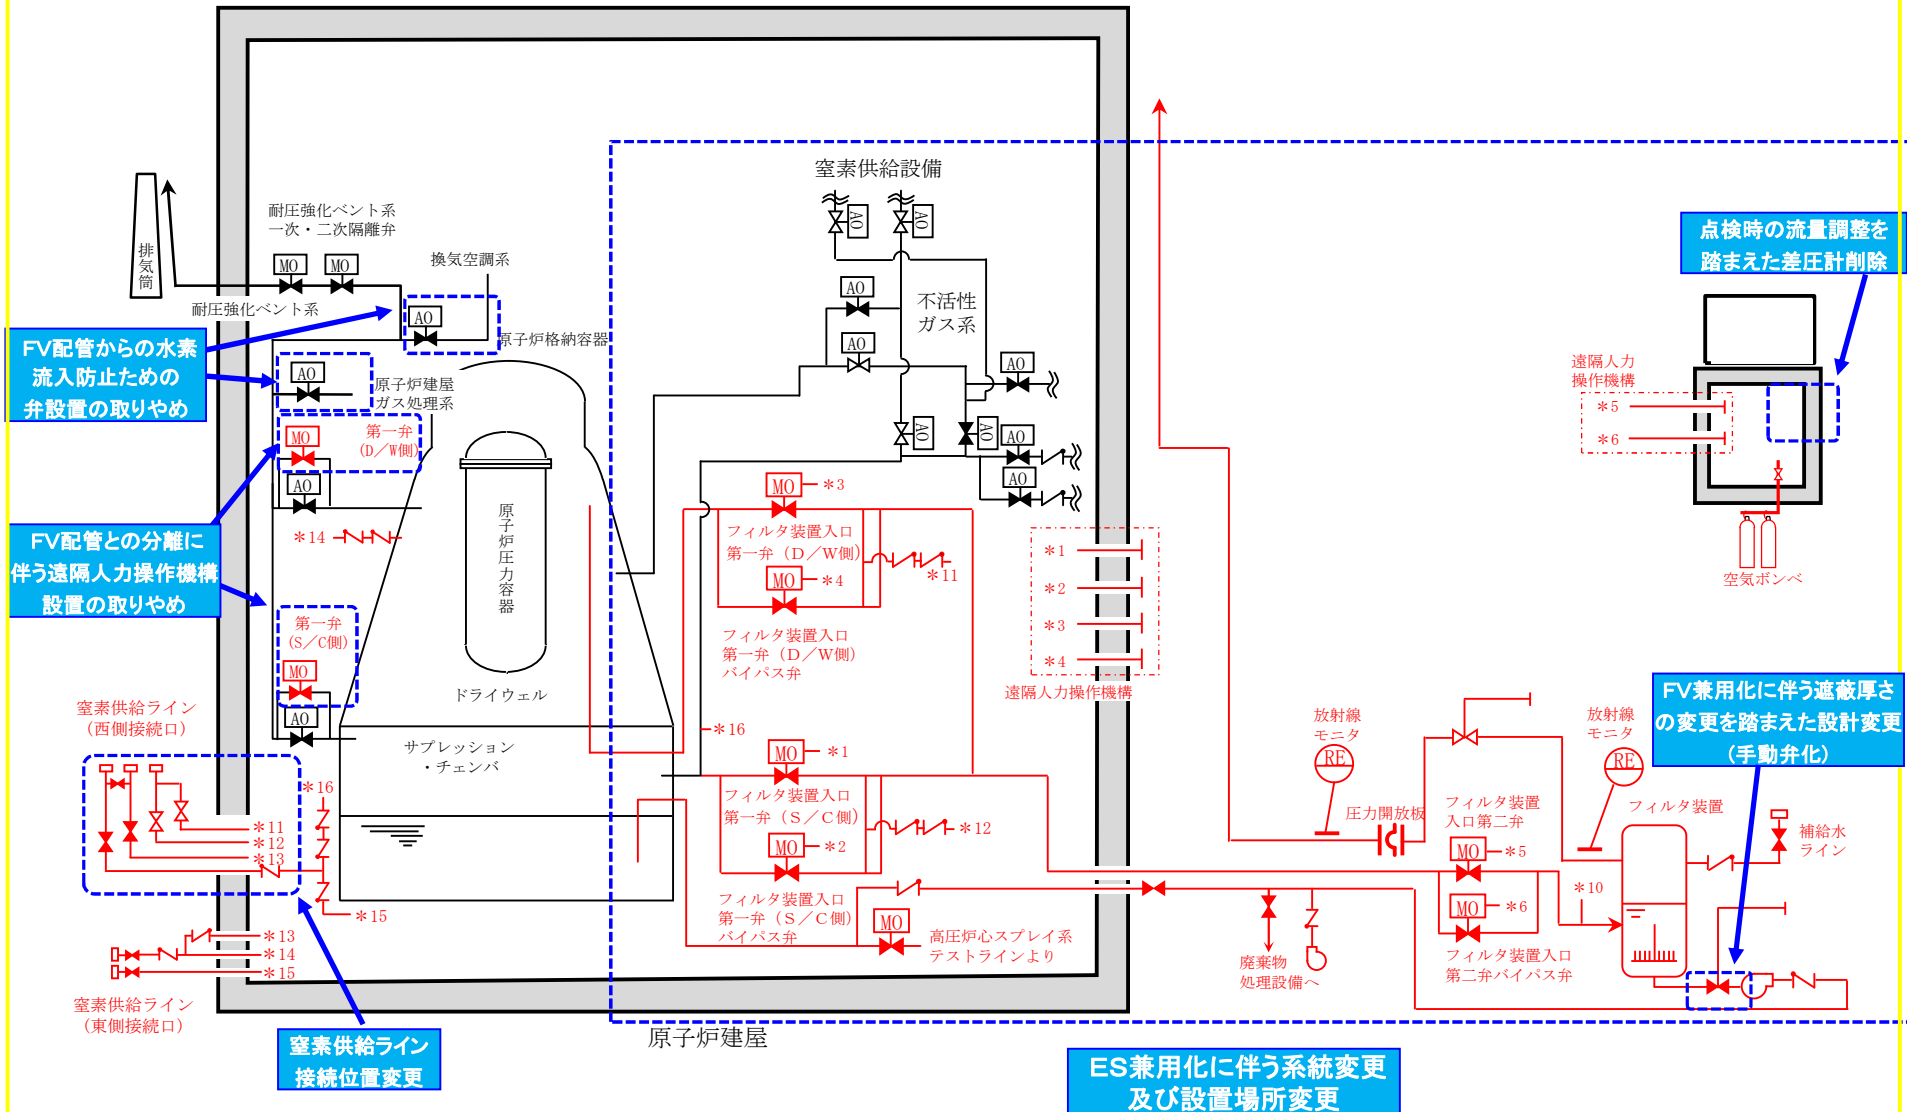 窒素供給設備
AO
AO
耐圧強化ベント系
一次・二次隔離弁
排気筒
MO
MO
換気空調系
耐圧強化ベント系
AO
原子炉格納容器
FV配管からの水素
流入防止ための
弁設置の取りやめ
AO
原子炉建屋
ガス処理系
MO
第一弁
(D/W側)
AO
FV配管との分離に
伴う遠隔人力操作機構
設置の取りやめ
*14
第一弁
(S/C側)
MO
AO
原子炉圧力容器
ドライウェル
サプレッション
・チェンバ
AO
AO
不活性
ガス系
AO
AO
AO
AO
AO
MO
*3
フィルタ装置入口
第一弁(D/W側)
MO
*4
*11
フィルタ装置入口
第一弁(D/W側)
バイパス弁
*16
MO
*1
フィルタ装置入口
第一弁(S/C側)
MO
*2
*12
フィルタ装置入口
第一弁(S/C側)
バイパス弁
MO
高圧炉心スプレイ系
テストラインより
*1
*2
*3
*4
遠隔人力操作機構
窒素供給ライン
(西側接続口)
*16
*11
*12
*13
*15
*13
*14
*15
窒素供給ライン
(東側接続口)
窒素供給ライン
接続位置変更
原子炉建屋
ES兼用化に伴う系統変更
及び設置場所変更
点検時の流量調整を
踏まえた差圧計削除
遠隔人力
操作機構
*5
*6
空気ボンベ
FV兼用化に伴う遮蔽厚さ
の変更を踏まえた設計変更
(手動弁化)
放射線
モニタ
RE
圧力開放板
放射線
モニタ
RE
フィルタ装置
入口第二弁
MO
*5
MO
*6
*10
フィルタ装置入口
第二弁バイパス弁
フィルタ装置
補給水
ライン
廃棄物
処理設備へ